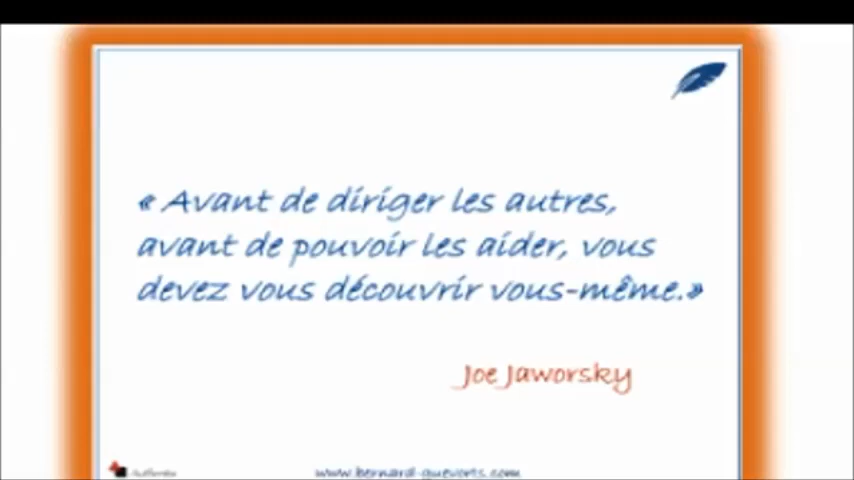 « Avant de diriger les autres,
avant de pouvoir les aider, vous
devez vous découvrir vous-même.»
Joe Jaworsky
www.bernard-guevorts.com